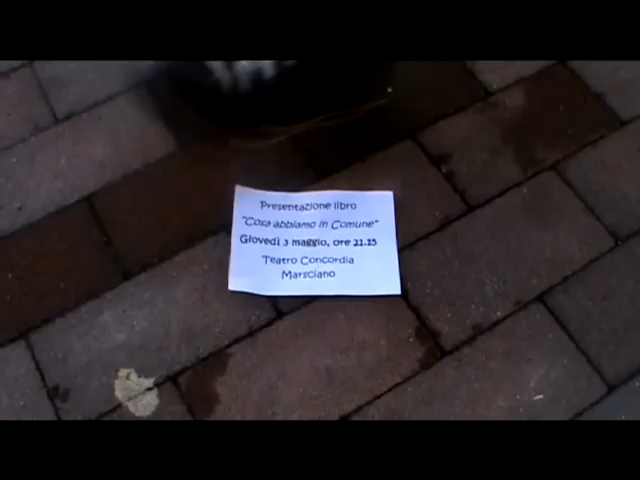 Presentazione libro
"Cosa abbiamo in Comune"
Giovedì 3 maggio, ore 21.15
Teatro Concordia
Marsciano